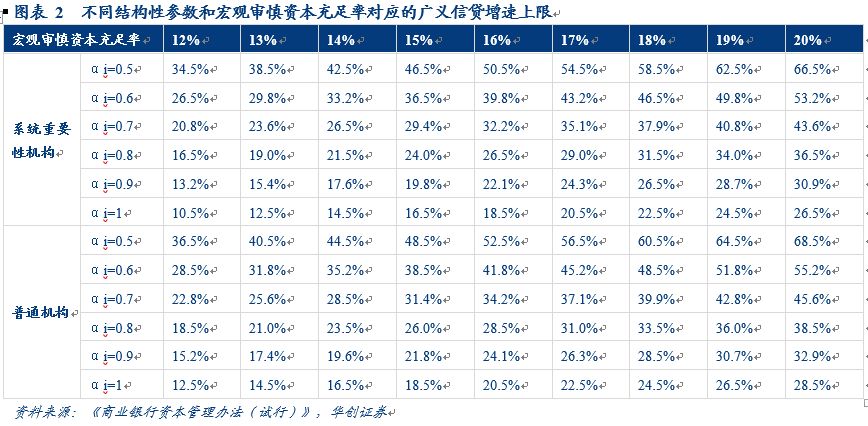 图表 2 不同结构性参数和宏观审慎资本充足率对应的广义信贷增速上限
宏观审慎资本充足率 12% 13% 14% 15% 16% 17% 18% 19% 20%
系统重要性机构
αi=0.5 34.5% 38.5% 42.5% 46.5% 50.5% 54.5% 58.5% 62.5% 66.5%
αi=0.6 26.5% 29.8% 33.2% 36.5% 39.8% 43.2% 46.5% 49.8% 53.2%
αi=0.7 20.8% 23.6% 26.5% 29.4% 32.2% 35.1% 37.9% 40.8% 43.6%
αi=0.8 16.5% 19.0% 21.5% 24.0% 26.5% 29.0% 31.5% 34.0% 36.5%
αi=0.9 13.2% 15.4% 17.6% 19.8% 22.1% 24.3% 26.5% 28.7% 30.9%
αi=1 10.5% 12.5% 14.5% 16.5% 18.5% 20.5% 22.5% 24.5% 26.5%
普通机构
αi=0.5 36.5% 40.5% 44.5% 48.5% 52.5% 56.5% 60.5% 64.5% 68.5%
αi=0.6 28.5% 31.8% 35.2% 38.5% 41.8% 45.2% 48.5% 51.8% 55.2%
αi=0.7 22.8% 25.6% 28.5% 31.4% 34.2% 37.1% 39.9% 42.8% 45.6%
αi=0.8 18.5% 21.0% 23.5% 26.0% 28.5% 31.0% 33.5% 36.0% 38.5%
αi=0.9 15.2% 17.4% 19.6% 21.8% 24.1% 26.3% 28.5% 30.7% 32.9%
αi=1 12.5% 14.5% 16.5% 18.5% 20.5% 22.5% 24.5% 26.5% 28.5%
资料来源：《商业银行资本管理办法（试行）》，华创证券